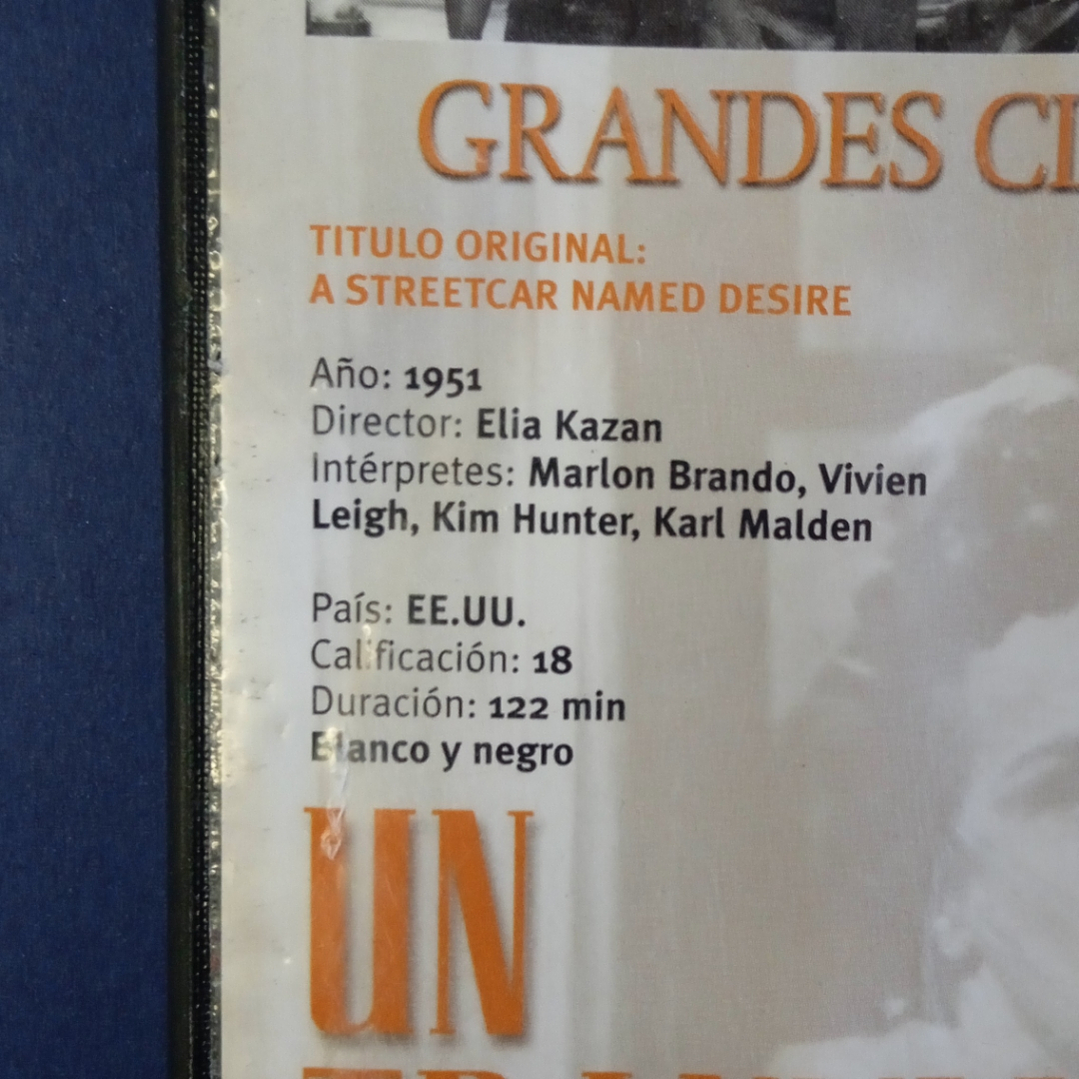 GRANDES
TITULO ORIGINAL:
A STREETCAR NAMED DESIRE
Año: 1951
Director: Elia Kazan
Intérpretes: Marlon Brando, Vivien
Leigh, Kim Hunter, Karl Malden
País: EE.UU.
Calificación: 18
Duración: 122 min
Blanco y negro
UN